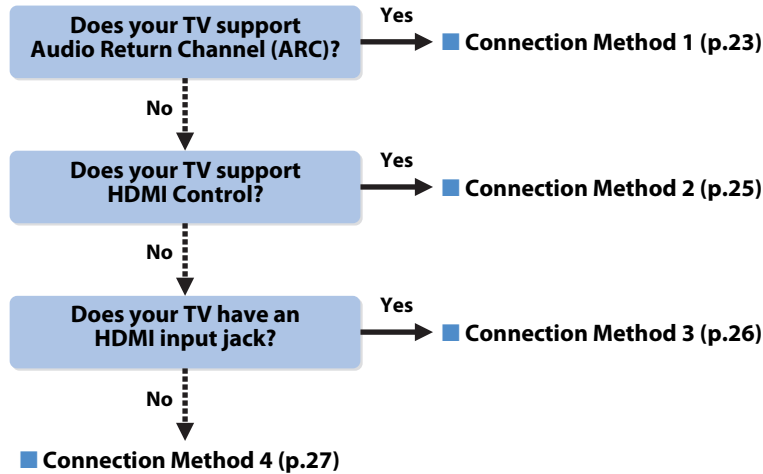 Does your TV support
Audio Return Channel (ARC)?
Yes
Connection Method 1 (p.23)
No
Does your TV support
HDMI Control?
Yes
Connection Method 2 (p.25)
No
Does your TV have an
HDMI input jack?
Yes
Connection Method 3 (p.26)
No
Connection Method 4 (p.27)